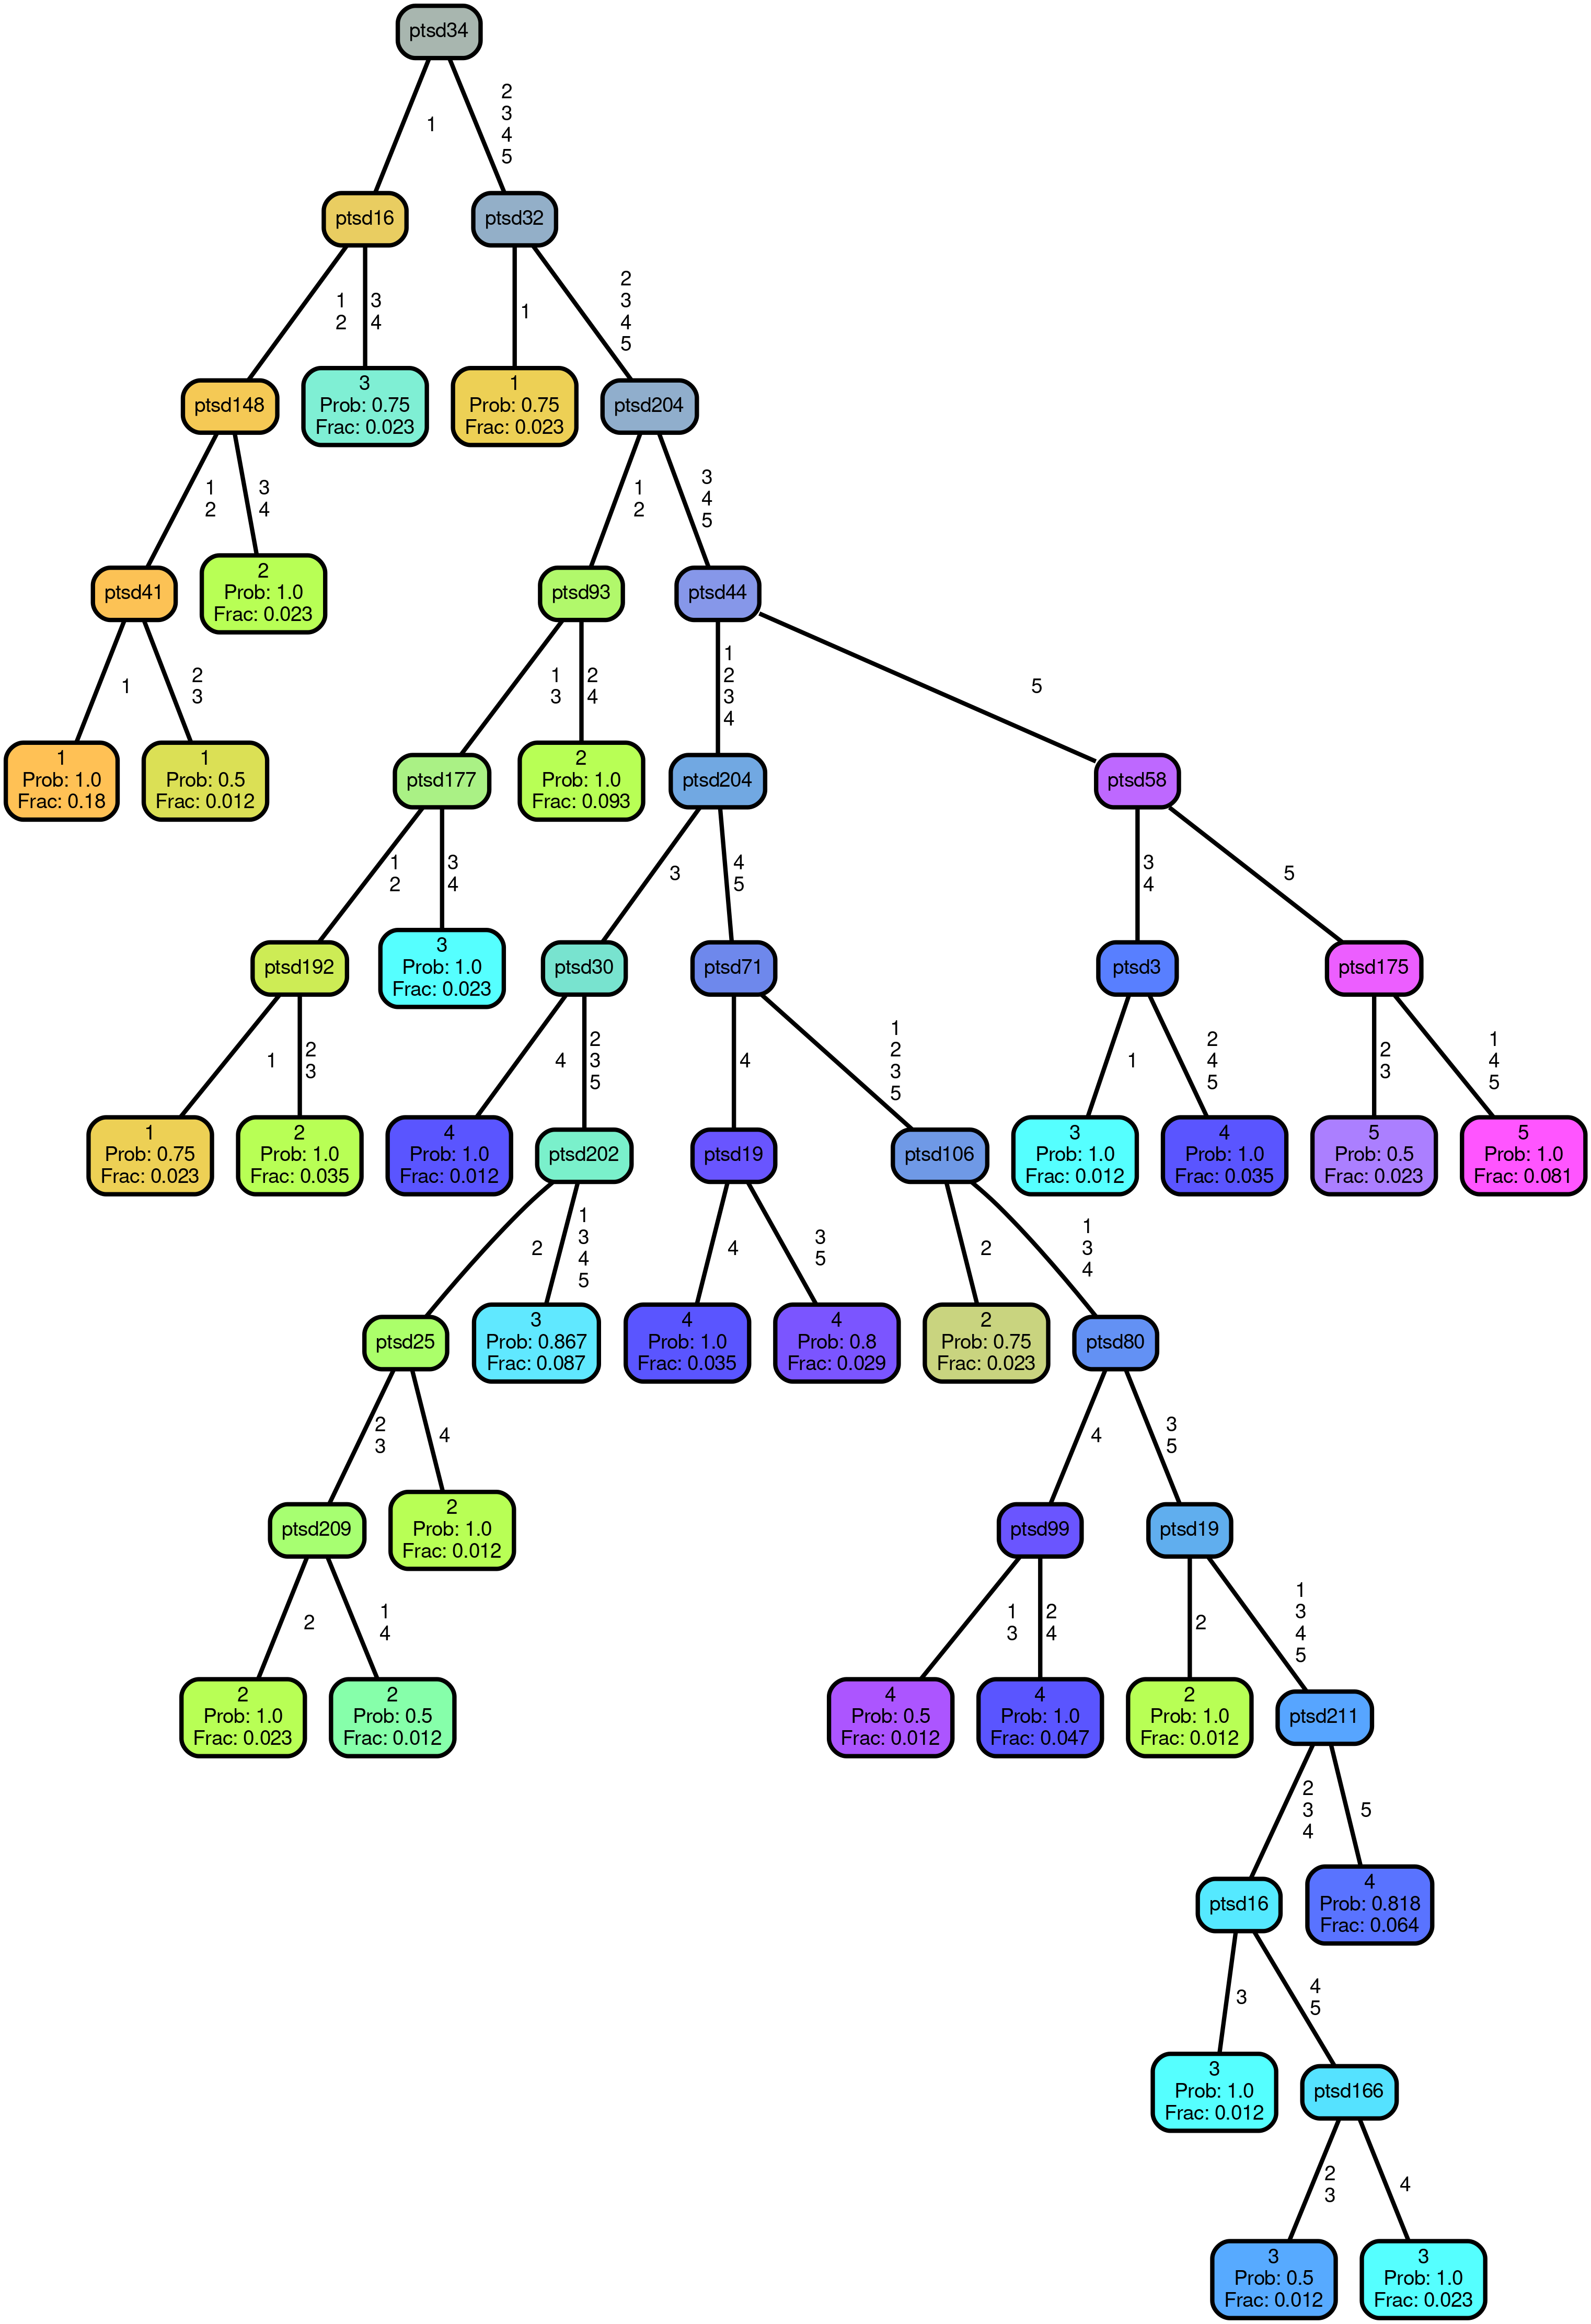 ptsd34
1
2
3
4
5
ptsd16
ptsd32
1
2
3
4
1
2
3
4
5
ptsd148
3
Prob: 0.75
Frac: 0.023
1
Prob: 0.75
Frac: 0.023
ptsd204
1
2
3
4
1
2
3
4
5
ptsd41
2
Prob: 1.0
Frac: 0.023
ptsd93
ptsd44
1
2
3
1
3
2
4
1
2
3
4
5
1
Prob: 1.0
Frac: 0.18
1
Prob: 0.5
Frac: 0.012
ptsd177
2
Prob: 1.0
Frac: 0.093
ptsd204
ptsd58
1
2
3
4
3
4
5
3
4
5
ptsd192
3
Prob: 1.0
Frac: 0.023
ptsd30
ptsd71
ptsd3
ptsd175
1
2
3
4
2
3
5
4
1
2
3
5
1
2
4
5
2
3
1
4
5
1
Prob: 0.75
Frac: 0.023
2
Prob: 1.0
Frac: 0.035
4
Prob: 1.0
Frac: 0.012
ptsd202
ptsd19
ptsd106
3
Prob: 1.0
Frac: 0.012
4
Prob: 1.0
Frac: 0.035
5
Prob: 0.5
Frac: 0.023
5
Prob: 1.0
Frac: 0.081
2
1
3
4
5
4
3
5
2
1
3
4
ptsd25
3
Prob: 0.867
Frac: 0.087
4
Prob: 1.0
Frac: 0.035
4
Prob: 0.8
Frac: 0.029
2
Prob: 0.75
Frac: 0.023
ptsd80
2
3
4
4
3
5
ptsd209
2
Prob: 1.0
Frac: 0.012
ptsd99
ptsd19
2
1
4
1
3
2
4
2
1
3
4
5
2
Prob: 1.0
Frac: 0.023
2
Prob: 0.5
Frac: 0.012
4
Prob: 0.5
Frac: 0.012
4
Prob: 1.0
Frac: 0.047
2
Prob: 1.0
Frac: 0.012
ptsd211
2
3
4
5
ptsd16
4
Prob: 0.818
Frac: 0.064
3
4
5
3
Prob: 1.0
Frac: 0.012
ptsd166
2
3
4
3
Prob: 0.5
Frac: 0.012
3
Prob: 1.0
Frac: 0.023